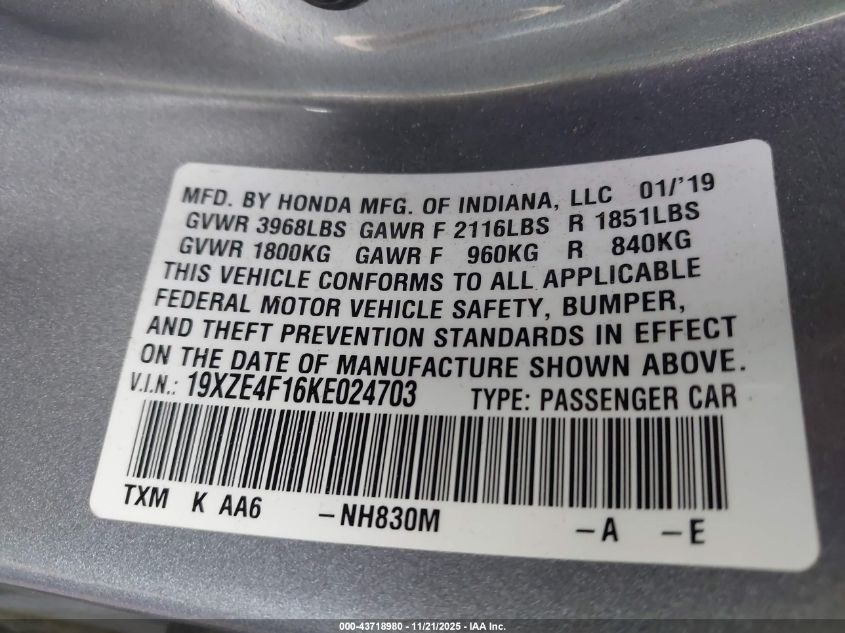 MFD. BY HONDA MFG. OF INDIANA, LLC 01/'19
GVWR 3968LBS GAWR F 2116LBS R 1851LBS
GVWR 1800KG GAWR F 960KG R 840KG
THIS VEHICLE CONFORMS TO ALL APPLICABLE
FEDERAL MOTOR VEHICLE SAFETY, BUMPER,
AND THEFT PREVENTION STANDARDS IN EFFECT
ON THE DATE OF MANUFACTURE SHOWN ABOVE.
V.I.N.: 19XZE4F16KE024703 TYPE: PASSENGER CAR
TXM K AA6 -NH830M -A -E
000-43718980 - 11/21/2025 - IAA Inc.